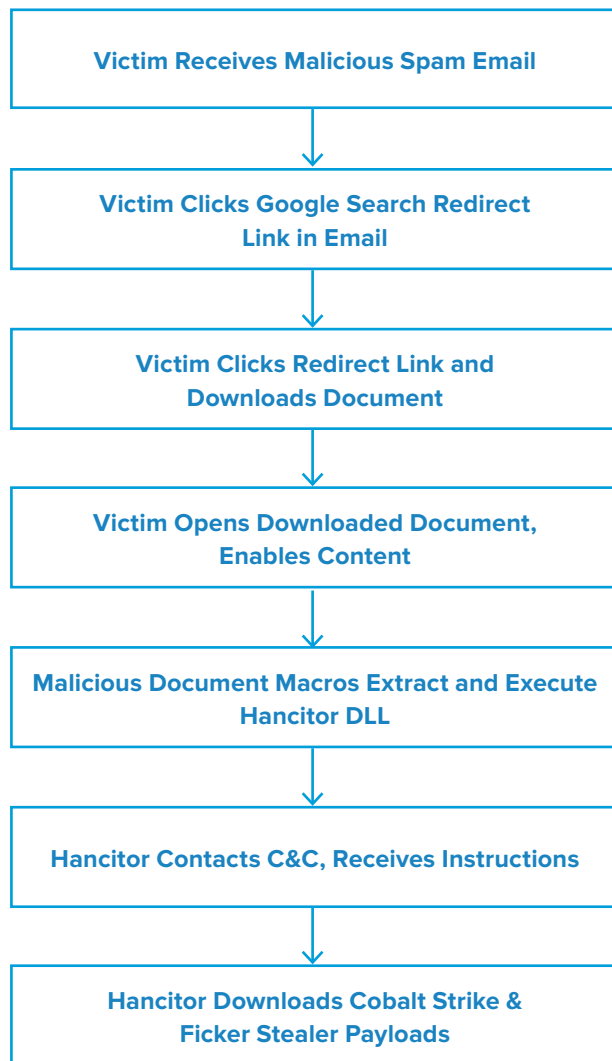 Victim Receives Malicious Spam Email
Victim Clicks Google Search Redirect
Link in Email
Victim Clicks Redirect Link and
Downloads Document
Victim Opens Downloaded Document,
Enables Content
Malicious Document Macros Extract and Execute
Hancitor DLL
Hancitor Contacts C&C, Receives Instructions
Hancitor Downloads Cobalt Strike &
Ficker Stealer Payloads